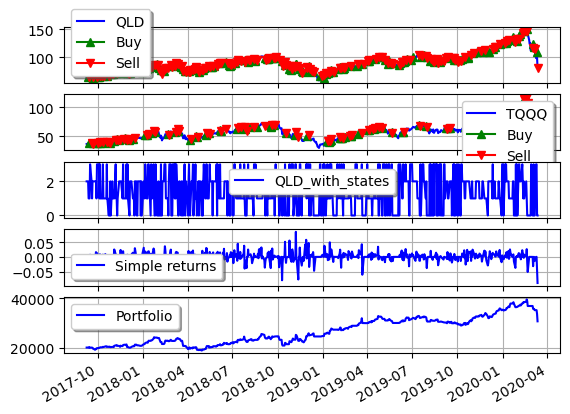 QLD
Buy
Sell
150
100
TQQQ
Buy
Sell
100
50
QLD_with_states
2
0
Simple returns
0.05
0.00
−0.05
Portfolio
40000
20000
2017-10
2018-01
2018-04
2018-07
2018-10
2019-01
2019-04
2019-07
2019-10
2020-01
2020-04